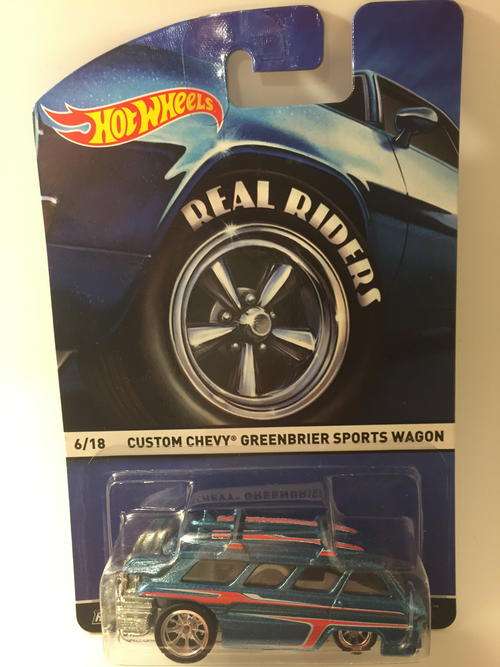 HOT WHEELS
REAL RIDERS
6/18 CUSTOM CHEVY® GREENBRIER SPORTS WAGON